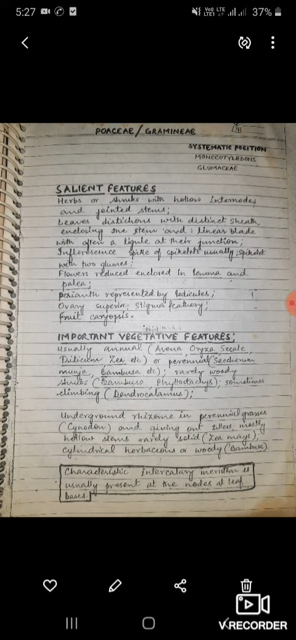 5:27
37%
POACEAE/GRAMINEAE
SYSTEMATIC POSITION
MONOCOTYLEDONS
GLUMACEAE
SALIENT FEATURES
Herbs or shrubs with hollow Internodes
and jointed stems;
Leaves distichous with distinct sheath
enclosing the stem and linear blade
with often a ligule at their junction;
Inflorescence spike of spikelets usually; spikelet
with two glumes;
Flowers reduced enclosed in lemma and
palea;
Perianth represented by lodicules;
Ovary superior; Stigma feathery;
Fruit caryopsis.
IMPORTANT VEGETATIVE FEATURES:
Usually annual (Avena Oryza Secale
Triticum Zea etc) or perennial
munja, Bambusa etc); rarely woody
shrubs (Bambusa Phyllostachys); sometimes
climbing (Dendrocalamus);
Underground rhizome in perennial grasses
(Cynodon) and giving out tillers, mostly
hollow stems rarely solid (Zea mays),
cylindrical herbaceous or woody (Bambusa)
Characteristic Intercalary meristem is
usually present at the nodes at leaf
bases.
V.RECORDER